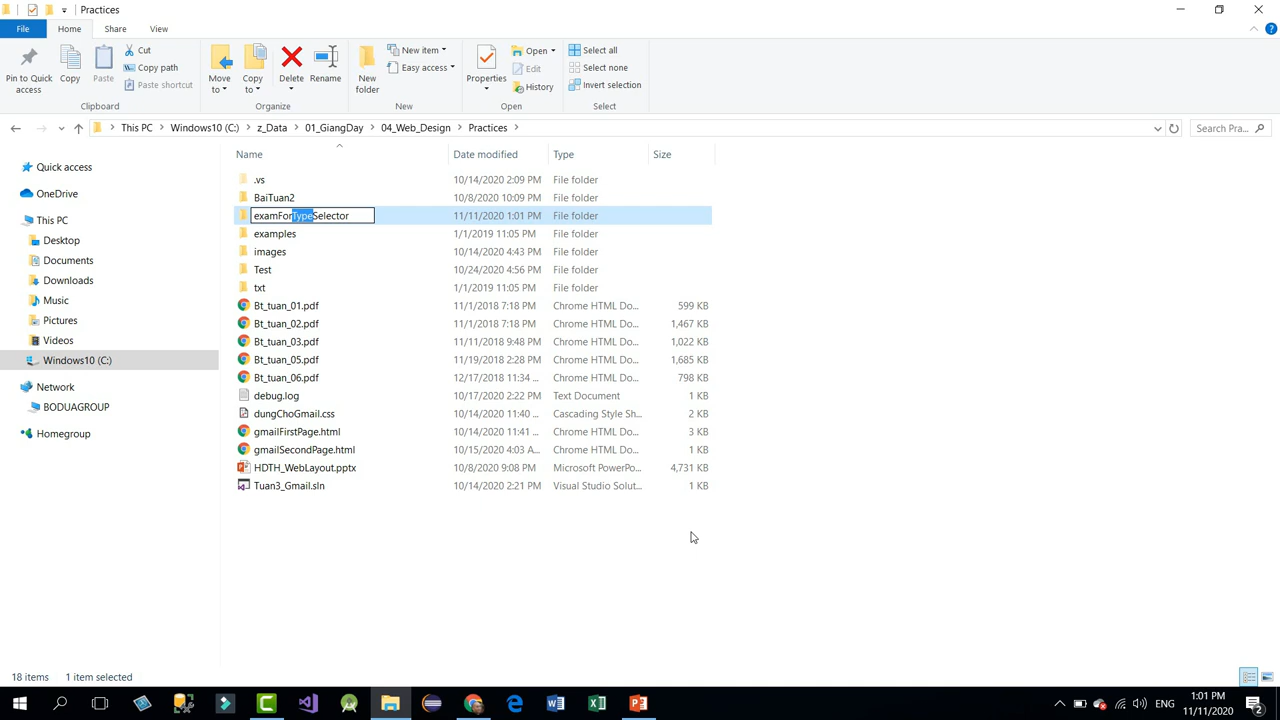 Practices
File
Home
Share
View
Pin to Quick access
Copy
Paste
Cut
Copy path
Paste shortcut
Clipboard
Move to
Copy to
Delete
Rename
Organize
New folder
New item
Easy access
New
Properties
Open
Edit
History
Open
Select all
Select none
Invert selection
Select
This PC
Windows10 (C:)
z_Data
01_GiangDay
04_Web_Design
Practices
Search Pra...
Quick access
OneDrive
This PC
Desktop
Documents
Downloads
Music
Pictures
Videos
Windows10 (C:)
Network
BODUAGROUP
Homegroup
Name Date modified Type Size
.vs 10/14/2020 2:09 PM File folder
BaiTuan2 10/8/2020 10:09 PM File folder
examForTypeSelector 11/11/2020 1:01 PM File folder
examples 1/1/2019 11:05 PM File folder
images 10/14/2020 4:43 PM File folder
Test 10/24/2020 4:56 PM File folder
txt 1/1/2019 11:05 PM File folder
Bt_tuan_01.pdf 11/1/2018 7:18 PM Chrome HTML Do... 599 KB
Bt_tuan_02.pdf 11/1/2018 7:18 PM Chrome HTML Do... 1,467 KB
Bt_tuan_03.pdf 11/11/2018 9:48 PM Chrome HTML Do... 1,022 KB
Bt_tuan_05.pdf 11/19/2018 2:28 PM Chrome HTML Do... 1,685 KB
Bt_tuan_06.pdf 12/17/2018 11:34 ... Chrome HTML Do... 798 KB
debug.log 10/17/2020 2:22 PM Text Document 1 KB
dungChoGmail.css 10/14/2020 11:40 ... Cascading Style Sh... 2 KB
gmailFirstPage.html 10/14/2020 11:41 ... Chrome HTML Do... 3 KB
gmailSecondPage.html 10/15/2020 4:03 A... Chrome HTML Do... 1 KB
HDTH_WebLayout.pptx 10/8/2020 9:08 PM Microsoft PowerPo... 4,731 KB
Tuan3_Gmail.sln 10/14/2020 2:21 PM Visual Studio Solut... 1 KB
18 items 1 item selected
ENG
1:01 PM
11/11/2020
2